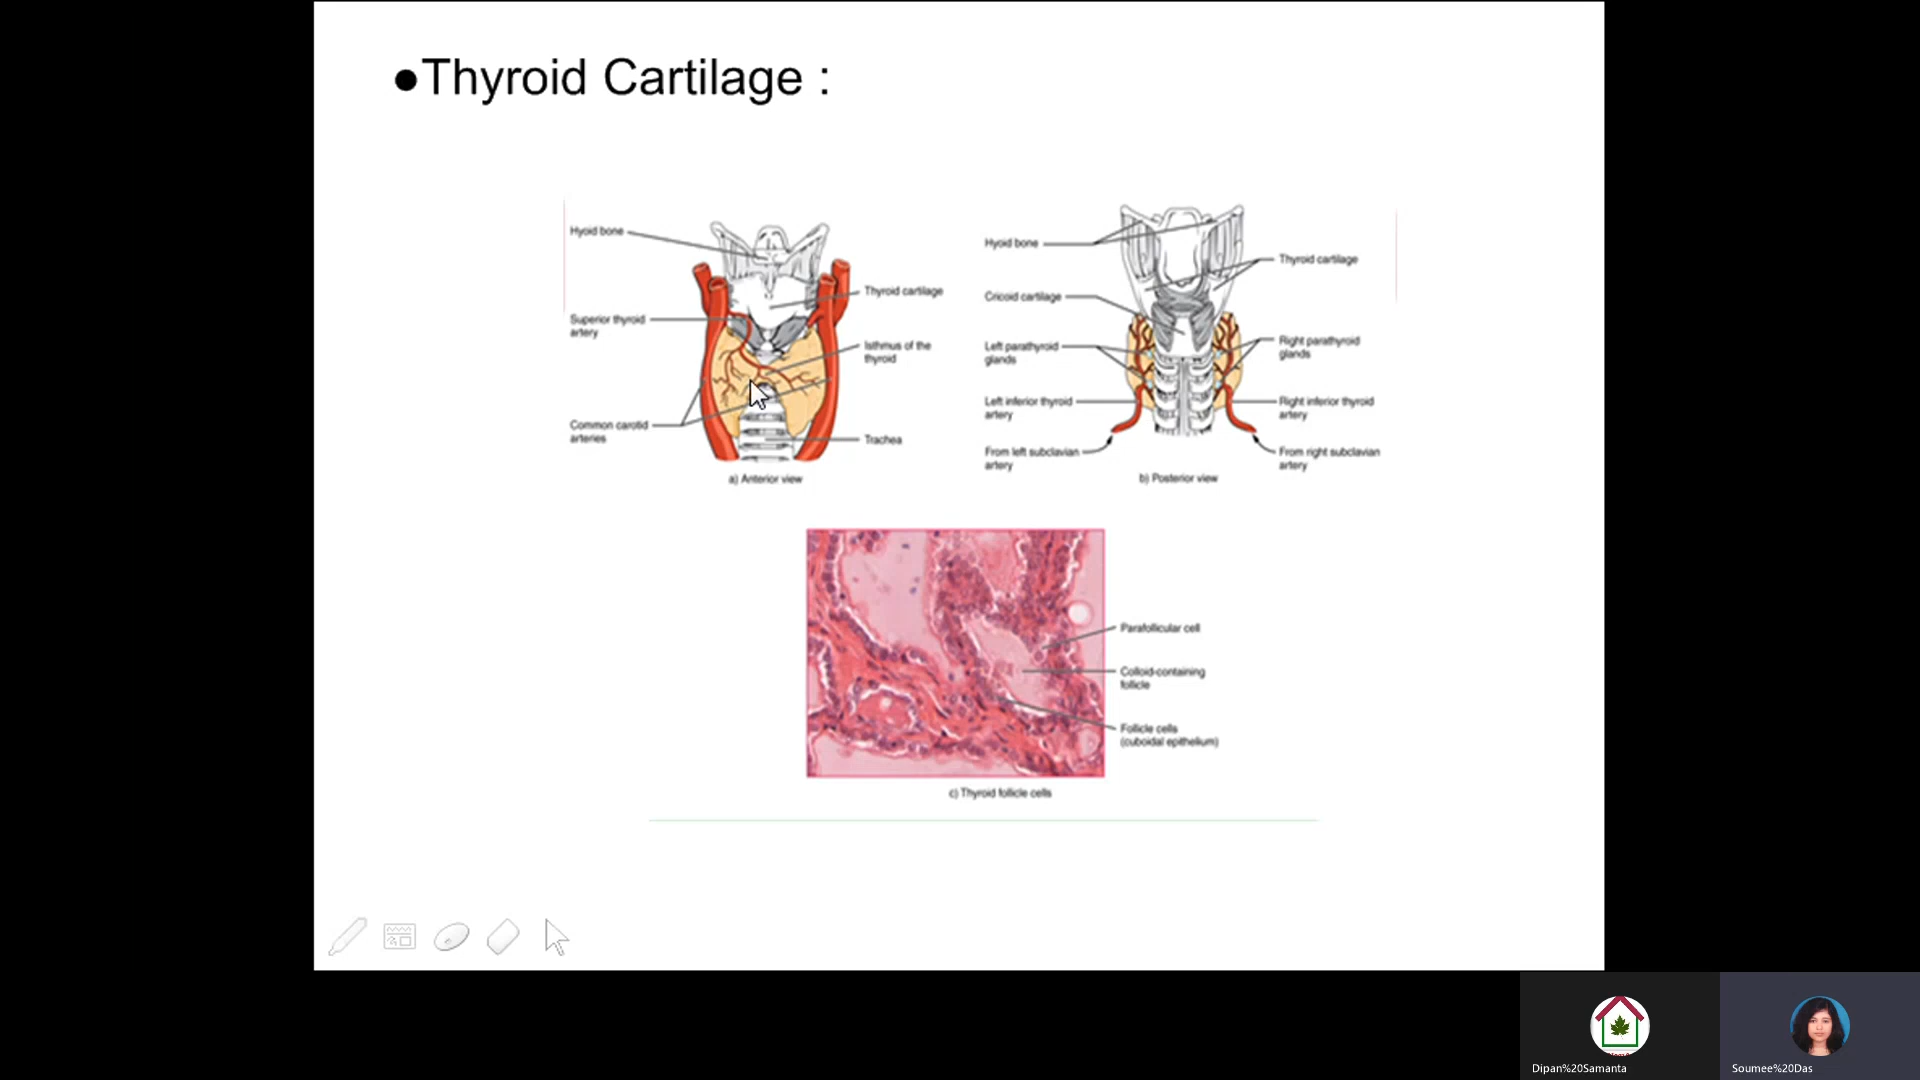 ●Thyroid Cartilage :
Hyoid bone
Thyroid cartilage
Superior thyroid
artery
Isthmus of the
thyroid
Common carotid
arteries
Trachea
a) Anterior view
Hyoid bone
Thyroid cartilage
Cricoid cartilage
Left parathyroid
glands
Right parathyroid
glands
Left inferior thyroid
artery
Right inferior thyroid
artery
From left subclavian
artery
From right subclavian
artery
b) Posterior view
Parafollicular cell
Colloid-containing
follicle
Follicle cells
(cuboidal epithelium)
c) Thyroid follicle cells
Dipan%20Samanta
Soumee%20Das